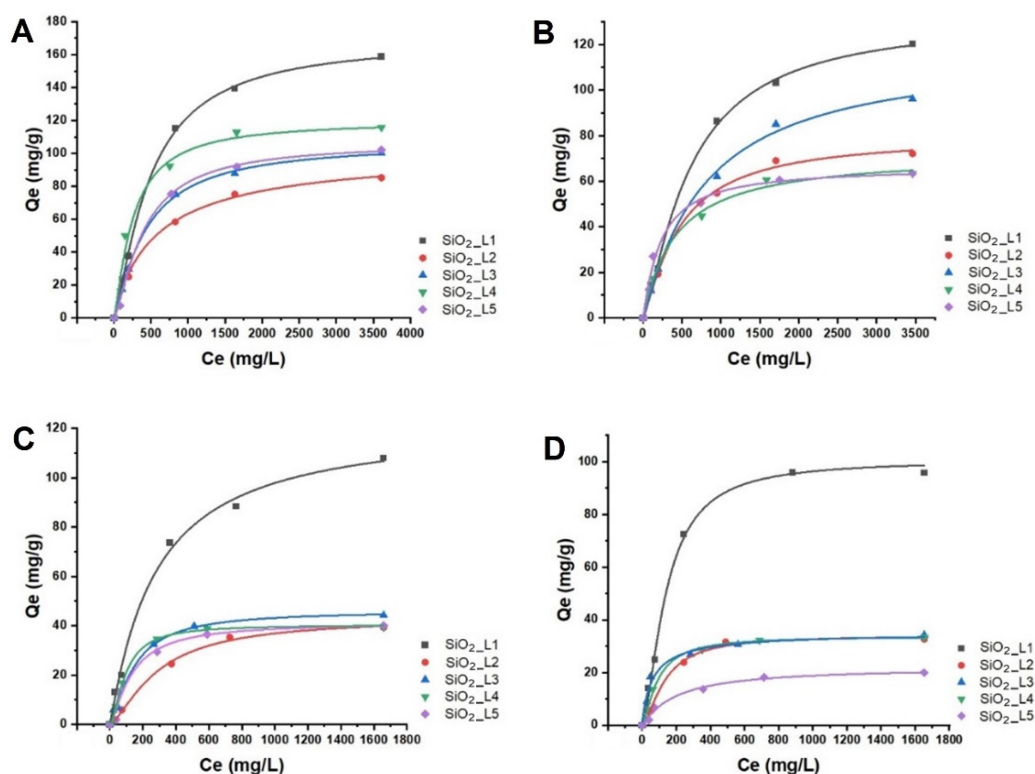 A
Qe (mg/g)
180
160
140
120
100
80
60
40
20
0
0 500 1000 1500 2000 2500 3000 3500 4000
Ce (mg/L)
SiO2_L1
SiO2_L2
SiO2_L3
SiO2_L4
SiO2_L5
B
Qe (mg/g)
120
100
80
60
40
20
0
0 500 1000 1500 2000 2500 3000 3500
Ce (mg/L)
SiO2_L1
SiO2_L2
SiO2_L3
SiO2_L4
SiO2_L5
C
Qe (mg/g)
120
100
80
60
40
20
0
0 200 400 600 800 1000 1200 1400 1600 1800
Ce (mg/L)
SiO2_L1
SiO2_L2
SiO2_L3
SiO2_L4
SiO2_L5
D
Qe (mg/g)
100
80
60
40
20
0
0 200 400 600 800 1000 1200 1400 1600 1800
Ce (mg/L)
SiO2_L1
SiO2_L2
SiO2_L3
SiO2_L4
SiO2_L5